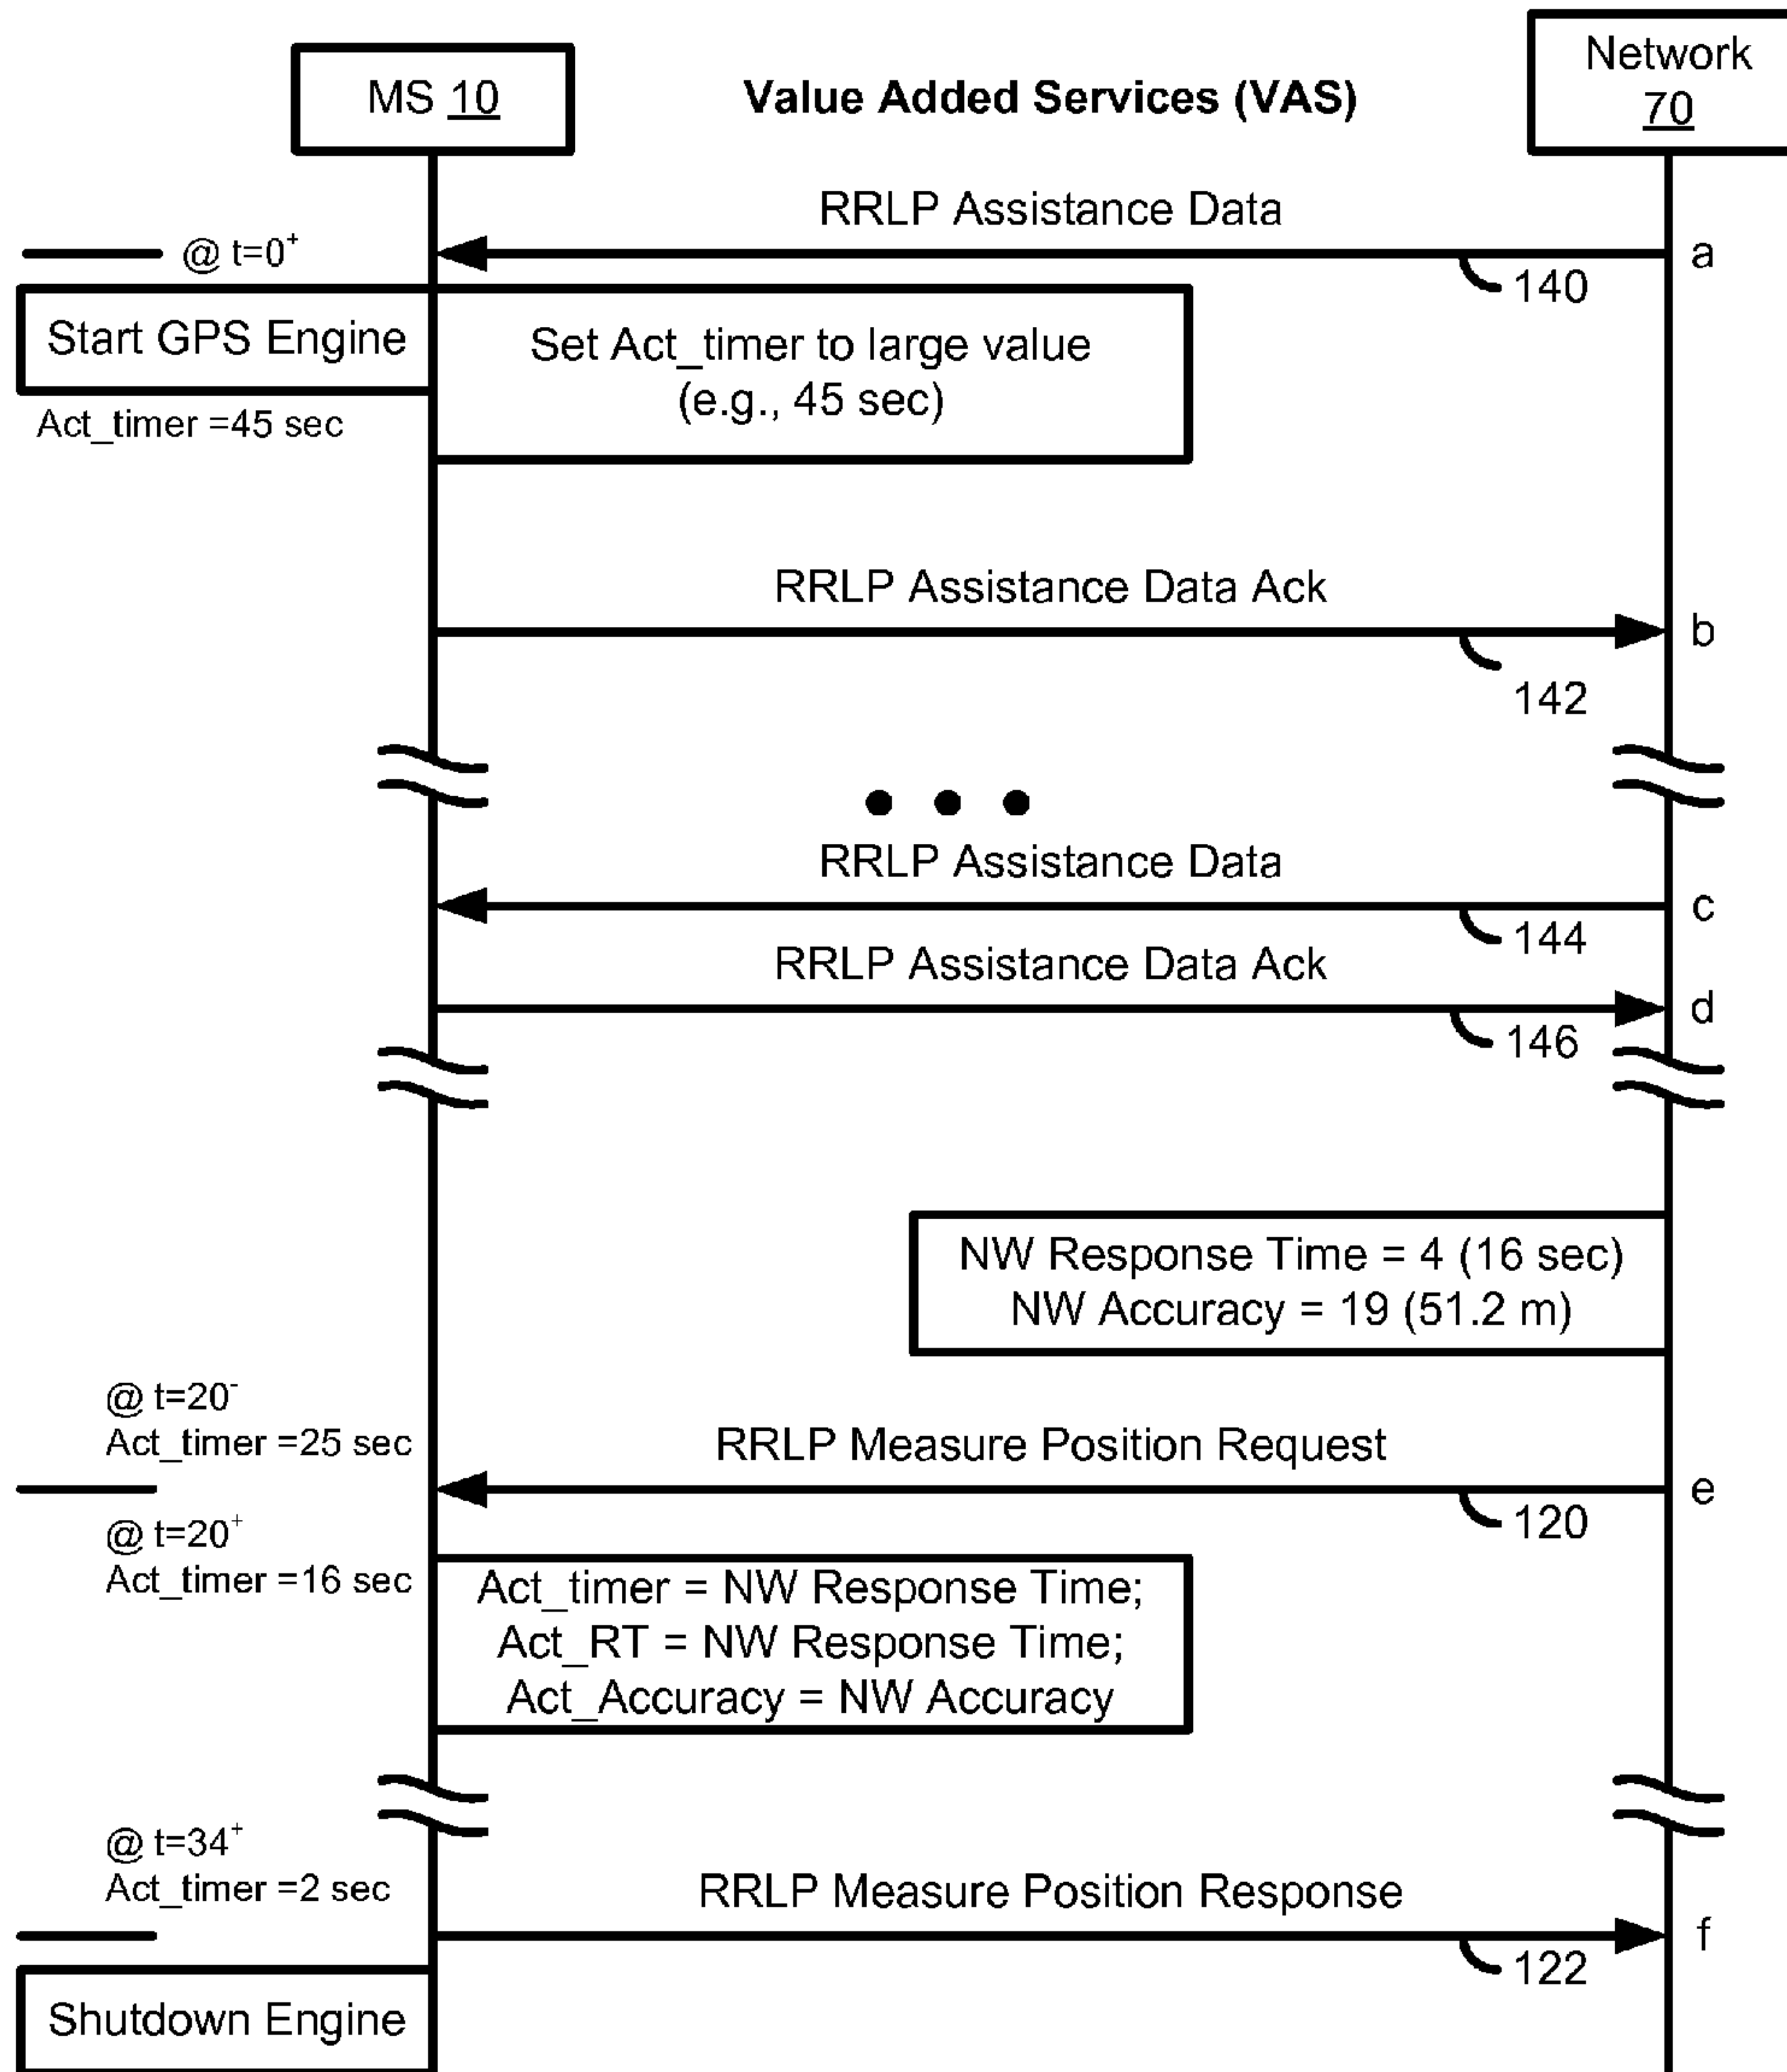 MS 10
Value Added Services (VAS)
Network
70
RRLP Assistance Data
@ t=0+
a
140
Start GPS Engine
Set Act_timer to large value
(e.g., 45 sec)
Act_timer =45 sec
RRLP Assistance Data Ack
b
142
RRLP Assistance Data
c
144
RRLP Assistance Data Ack
d
146
NW Response Time = 4 (16 sec)
NW Accuracy = 19 (51.2 m)
@ t=20-
Act_timer =25 sec
RRLP Measure Position Request
e
120
@ t=20+
Act_timer =16 sec
Act_timer = NW Response Time;
Act_RT = NW Response Time;
Act_Accuracy = NW Accuracy
@ t=34+
Act_timer =2 sec
RRLP Measure Position Response
f
122
Shutdown Engine